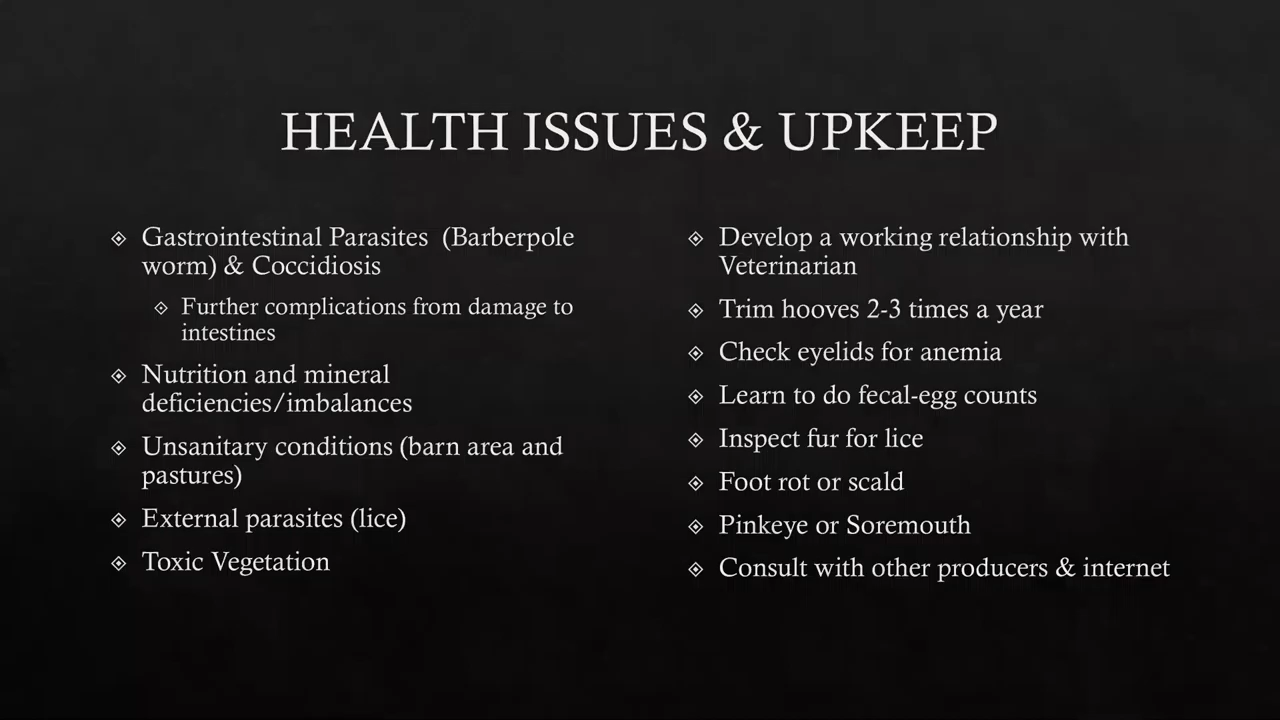 HEALTH ISSUES & UPKEEP
Gastrointestinal Parasites (Barberpole
worm) & Coccidiosis
Further complications from damage to
intestines
Nutrition and mineral
deficiencies/imbalances
Unsanitary conditions (barn area and
pastures)
External parasites (lice)
Toxic Vegetation
Develop a working relationship with
Veterinarian
Trim hooves 2-3 times a year
Check eyelids for anemia
Learn to do fecal-egg counts
Inspect fur for lice
Foot rot or scald
Pinkeye or Soremouth
Consult with other producers & internet